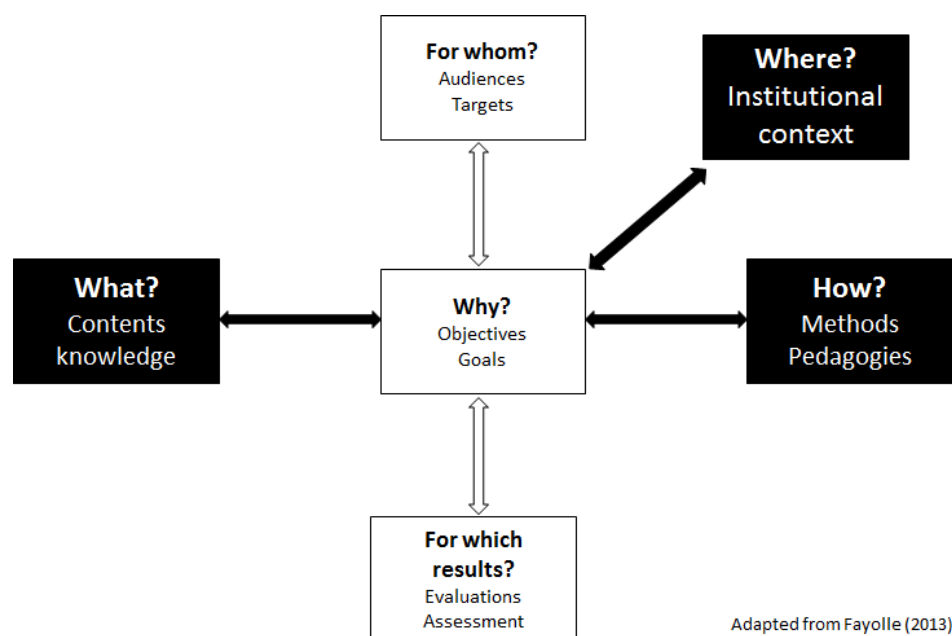 For whom?
Audiences
Targets
Where?
Institutional
context
What?
Contents
knowledge
Why?
Objectives
Goals
How?
Methods
Pedagogies
For which
results?
Evaluations
Assessment
Adapted from Fayolle (2013)